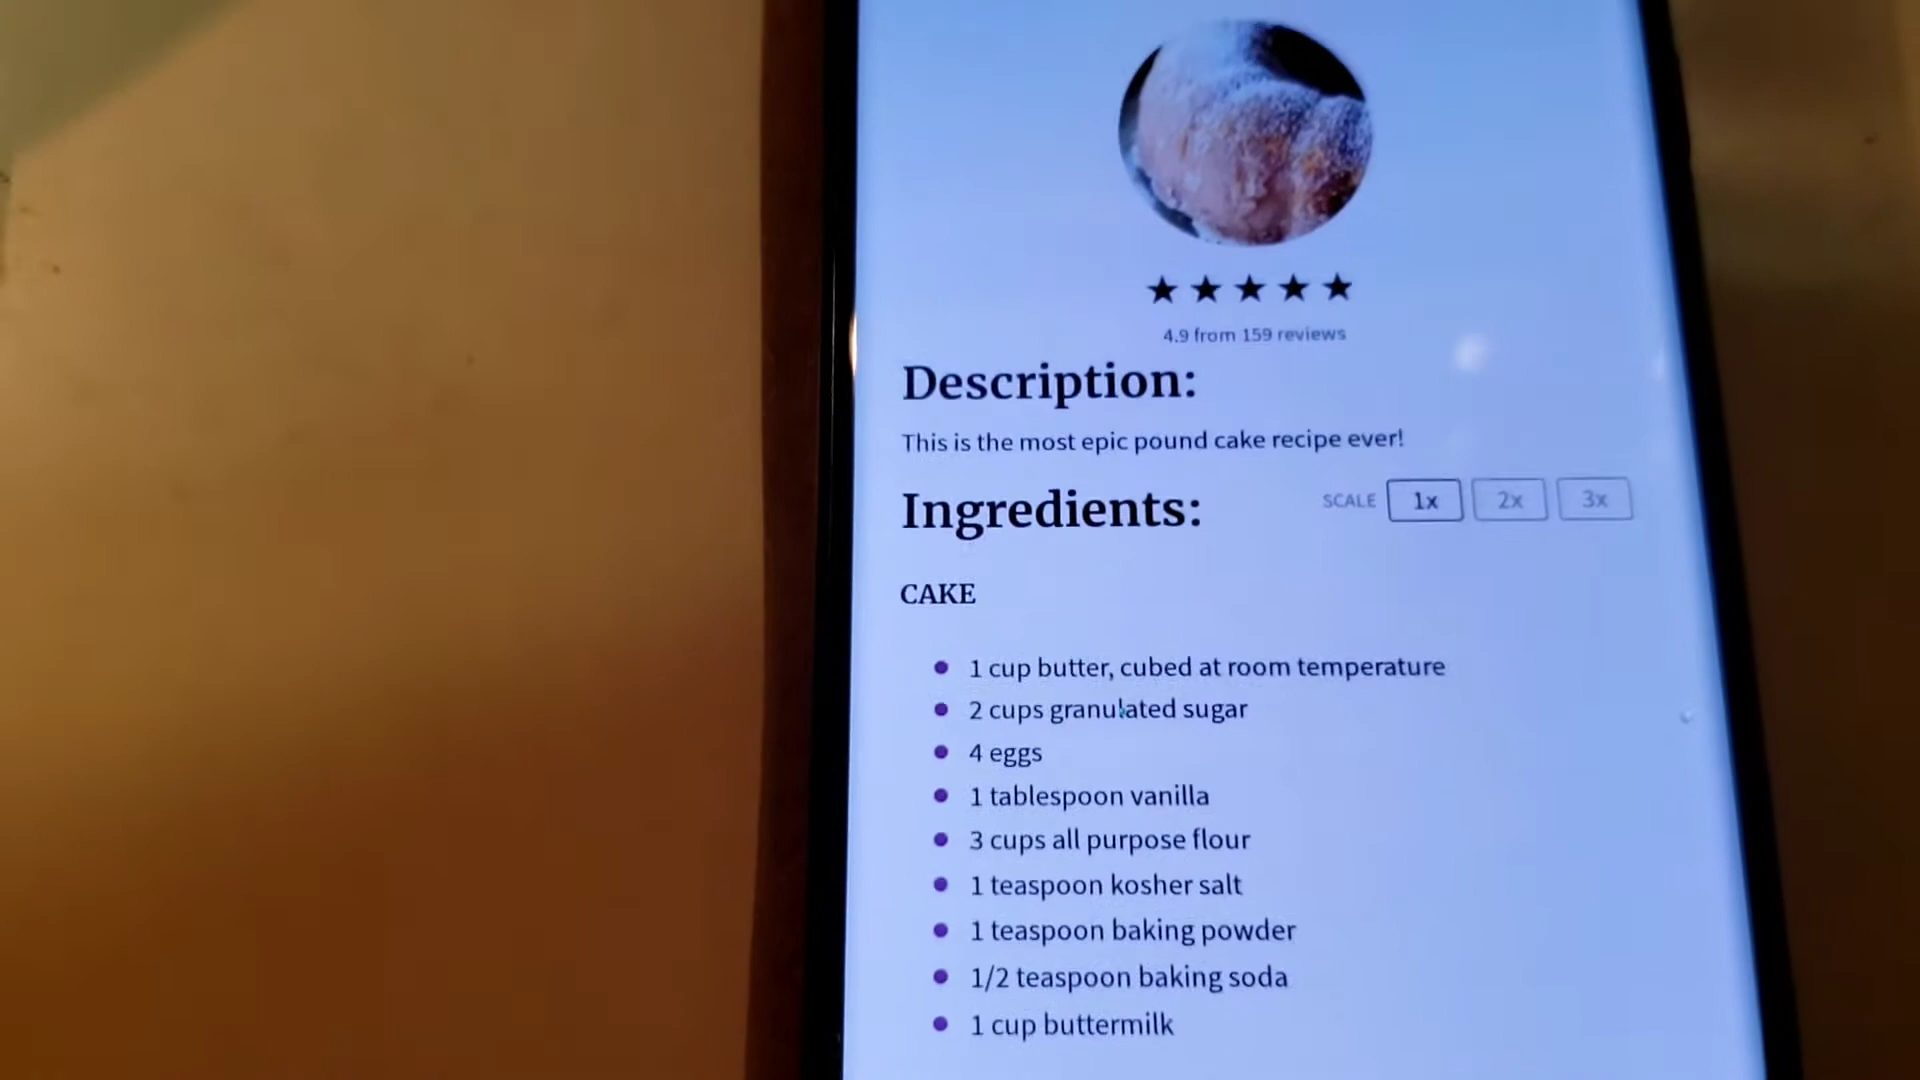 ★★★★★
4.9 from 159 reviews
Description:
This is the most epic pound cake recipe ever!
Ingredients:
SCALE 1x 2x 3x
CAKE
1 cup butter, cubed at room temperature
2 cups granulated sugar
4 eggs
1 tablespoon vanilla
3 cups all purpose flour
1 teaspoon kosher salt
1 teaspoon baking powder
1/2 teaspoon baking soda
1 cup buttermilk